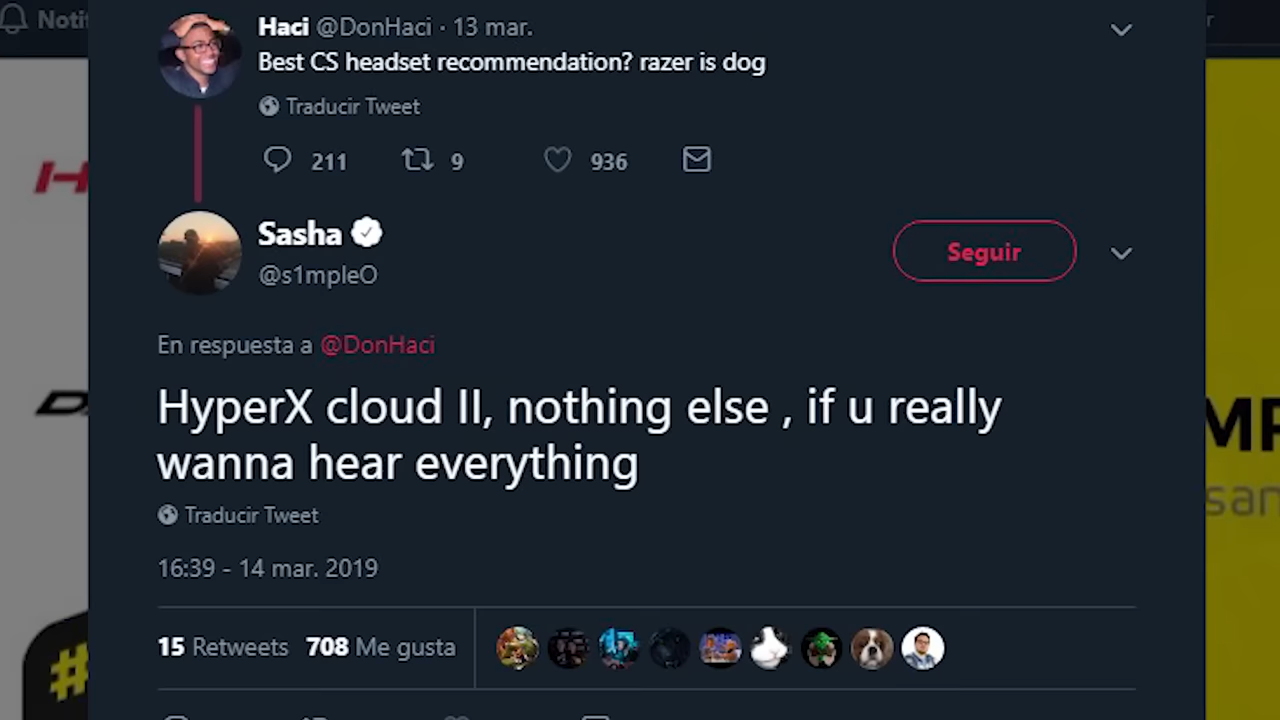 Haci @DonHaci · 13 mar.
Best CS headset recommendation? razer is dog
Traducir Tweet
211 9 936
Sasha
@s1mpleO
Seguir
En respuesta a @DonHaci
HyperX cloud II, nothing else , if u really
wanna hear everything
Traducir Tweet
16:39 - 14 mar. 2019
15 Retweets 708 Me gusta
#